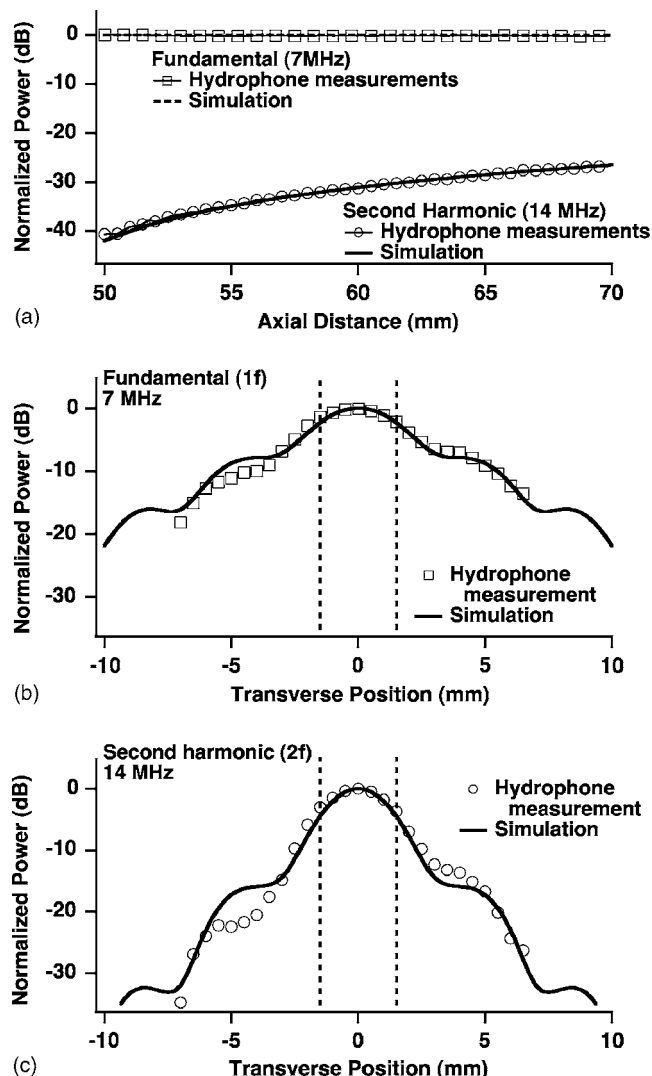 0
-10
-20
-30
-40
Normalized Power (dB)
Fundamental (7MHz)
Hydrophone measurements
Simulation
Second Harmonic (14 MHz)
Hydrophone measurements
Simulation
50 55 60 65 70
Axial Distance (mm)
(a)
Fundamental (1f)
7 MHz
0
-10
-20
-30
Normalized Power (dB)
Hydrophone
measurement
Simulation
-10 -5 0 5 10
Transverse Position (mm)
(b)
Second harmonic (2f)
14 MHz
0
-10
-20
-30
Normalized Power (dB)
Hydrophone
measurement
Simulation
-10 -5 0 5 10
Transverse Position (mm)
(c)